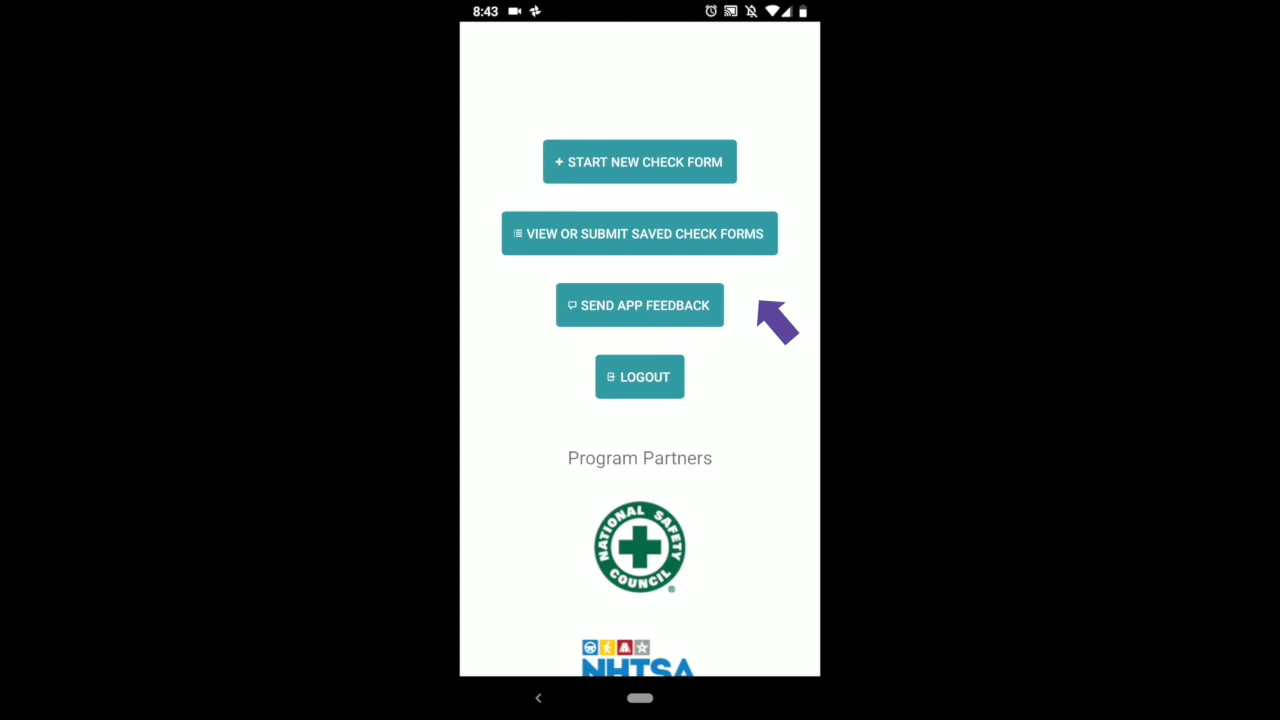 8:43
START NEW CHECK FORM
VIEW OR SUBMIT SAVED CHECK FORMS
SEND APP FEEDBACK
LOGOUT
Program Partners
NATIONAL SAFETY
COUNCIL
®
NHTSA